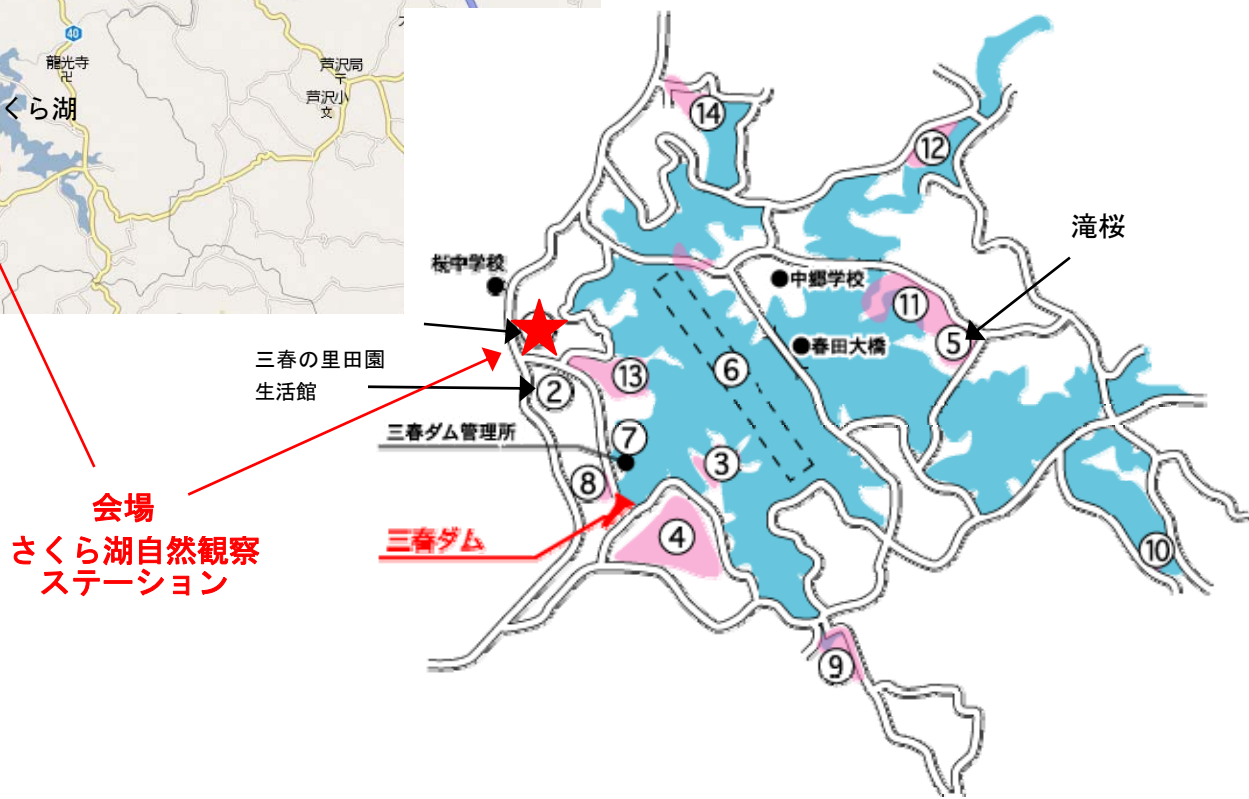 40
龍光寺
くら湖
芦沢局
芦沢小
文
⑭
⑫
滝桜
桜中学校
中郷学校
⑪
⑤
春田大橋
三春の里田園
生活館
②
⑬
⑥
三春ダム管理所
⑦
③
⑧
三春ダム
④
会場
さくら湖自然観察
ステーション
⑩
⑨